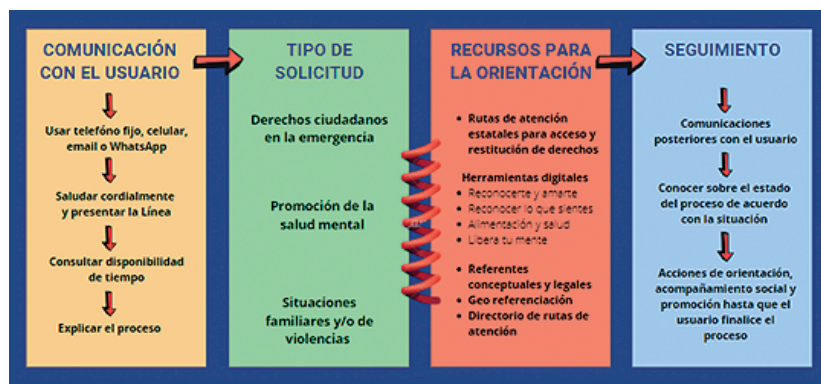 COMUNICACIÓN
CON EL USUARIO
Usar telefóno fijo, celular,
email o WhatsApp
Saludar cordialmente
y presentar la Línea
Consultar disponibilidad
de tiempo
Explicar el proceso
TIPO DE
SOLICITUD
Derechos ciudadanos
en la emergencia
Promoción de la
salud mental
Situaciones
familiares y/o de
violencias
RECURSOS PARA
LA ORIENTACIÓN
• Rutas de atención
estatales para acceso y
restitución de derechos
Herramientas digitales
• Reconocerte y amarte
• Reconocer lo que sientes
• Alimentación y salud
• Libera tu mente
• Referentes
conceptuales y legales
• Geo referenciación
• Directorio de rutas de
atención
SEGUIMIENTO
Comunicaciones
posteriores con el usuario
Conocer sobre el estado
del proceso de acuerdo
con la situación
Acciones de orientación,
acompañamiento social y
promoción hasta que el
usuario finalice el
proceso